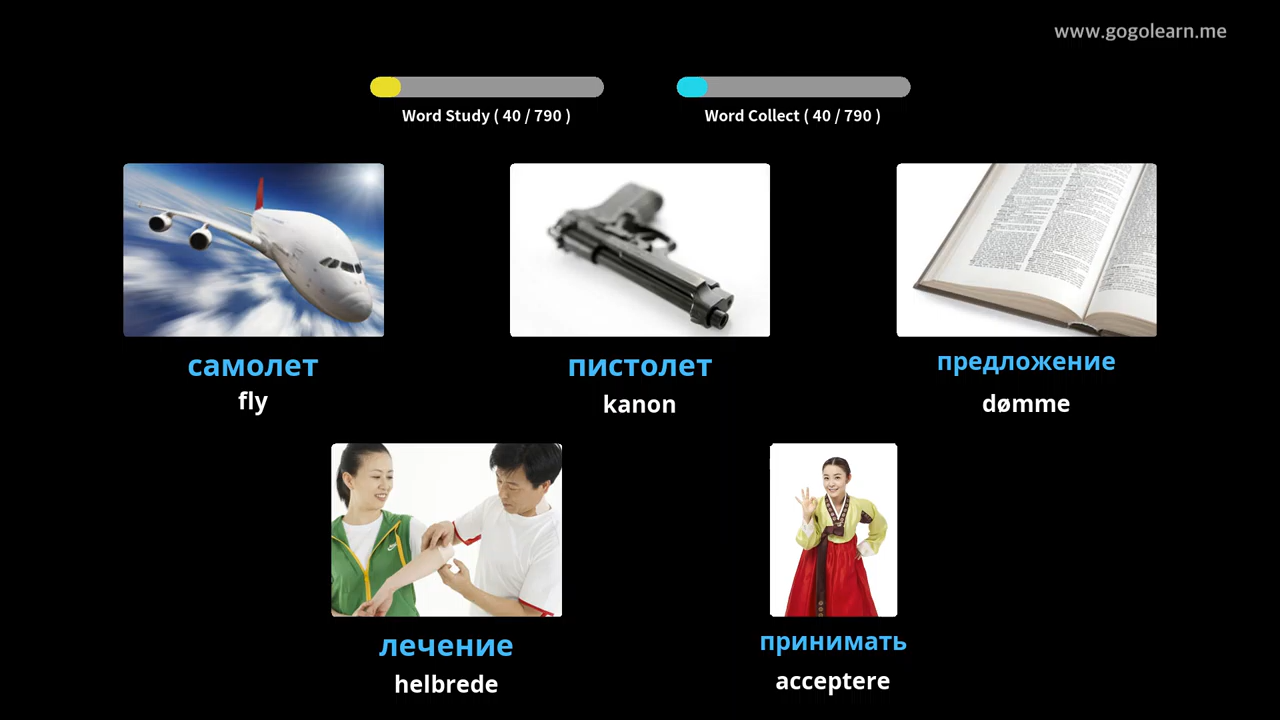 www.gogolearn.me
Word Study ( 40 / 790 )
Word Collect ( 40 / 790 )
самолет
fly
пистолет
kanon
предложение
dømme
лечение
helbrede
принимать
acceptere